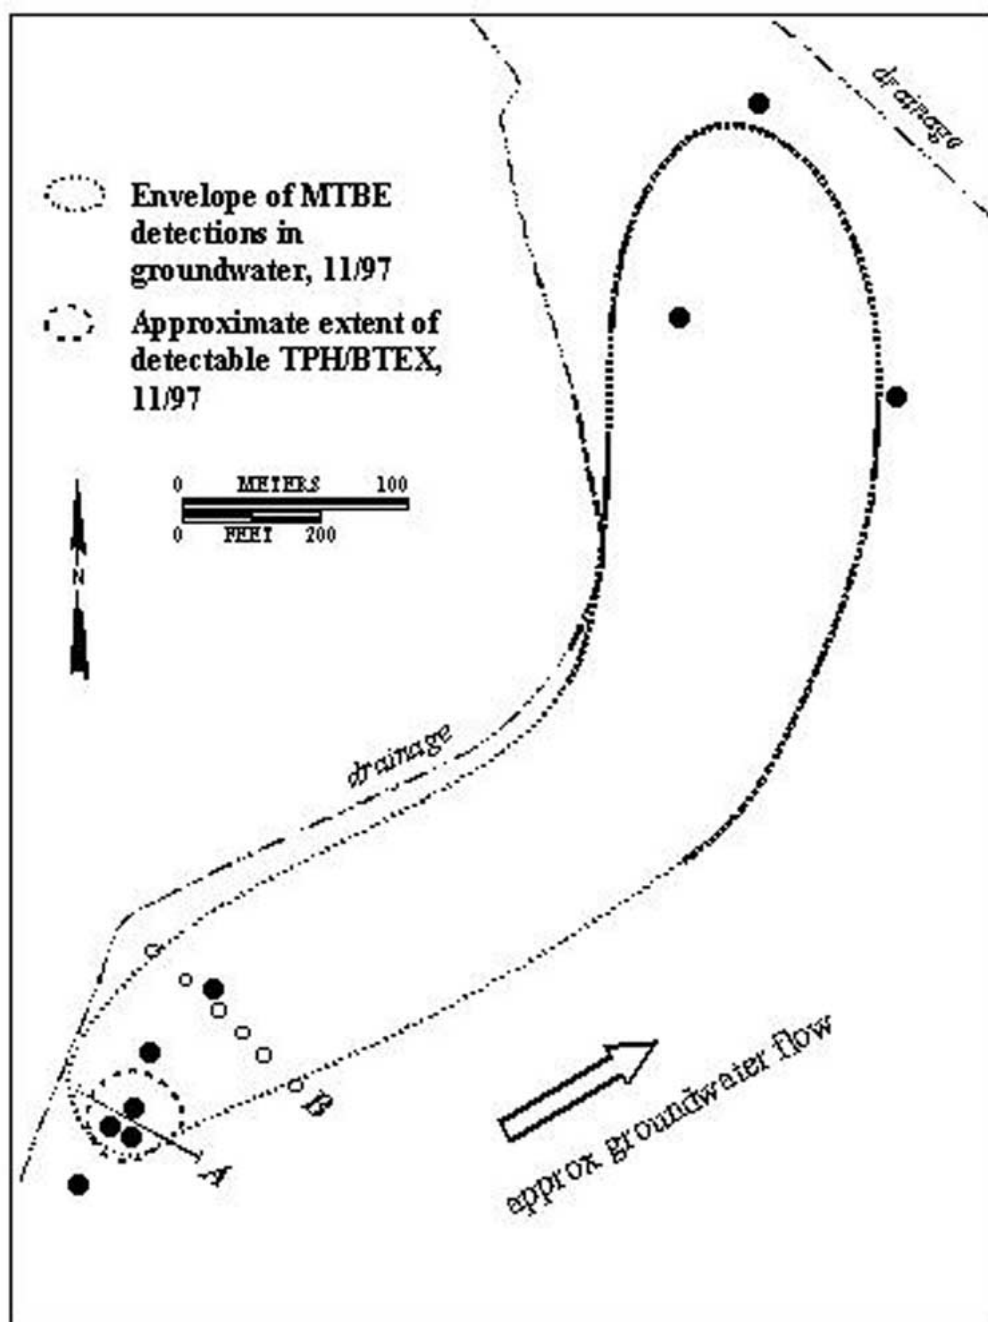 drainage
Envelope of MTBE
detections in
groundwater, 11/97
Approximate extent of
detectable TPH/BTEX,
11/97
0 METERS 100
0 FEET 200
N
drainage
B
A
approx groundwater flow